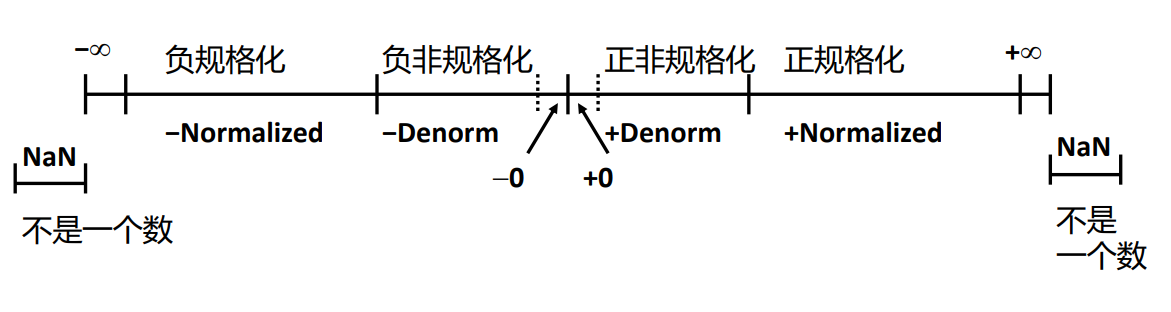 −∞ 负规格化 负非规格化 正非规格化 正规格化 +∞
−Normalized −Denorm +Denorm +Normalized
NaN −0 +0 NaN
不是一个数 不是
一个数